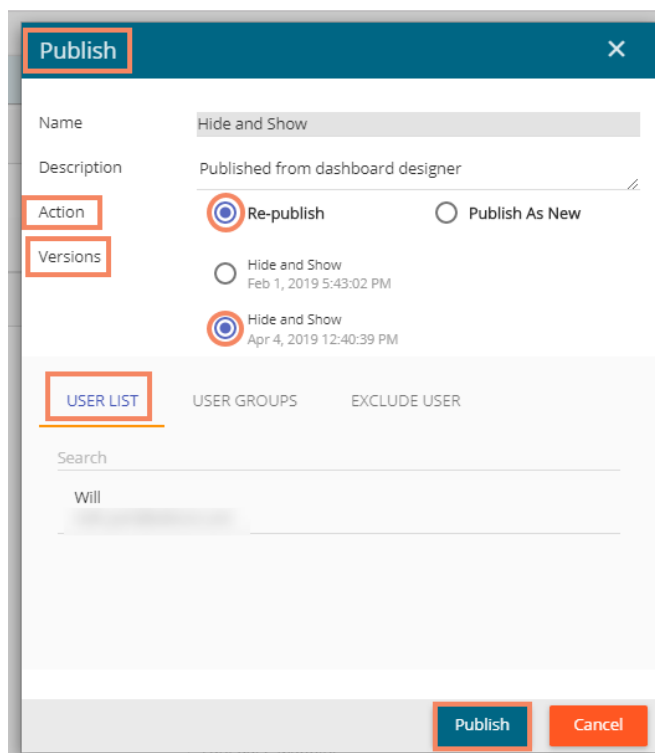 Publish ×
Name Hide and Show
Description Published from dashboard designer
Action Re-publish Publish As New
Versions
Hide and Show
Feb 1, 2019 5:43:02 PM
Hide and Show
Apr 4, 2019 12:40:39 PM
USER LIST USER GROUPS EXCLUDE USER
Search
Will
Publish Cancel